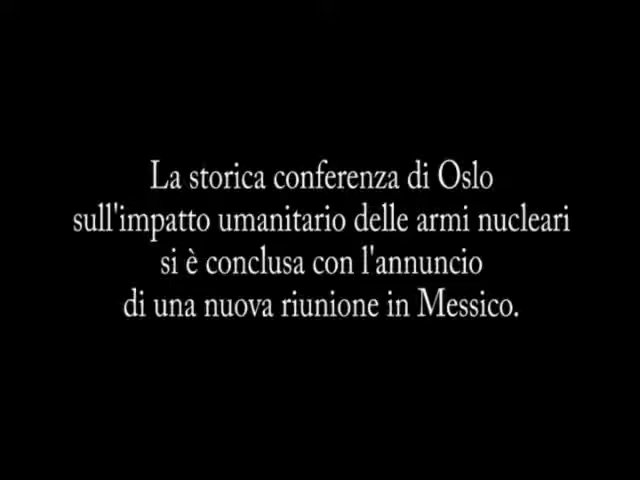 La storica conferenza di Oslo
sull'impatto umanitario delle armi nucleari
si è conclusa con l'annuncio
di una nuova riunione in Messico.